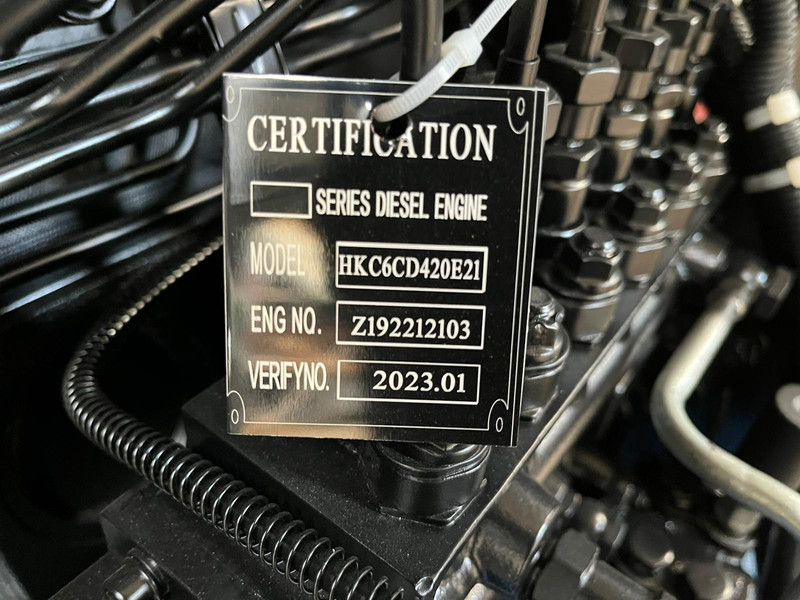 CERTIFICATION
SERIES DIESEL ENGINE
MODEL HKC6CD420E21
ENG NO. Z192212103
VERIFYNO. 2023.01